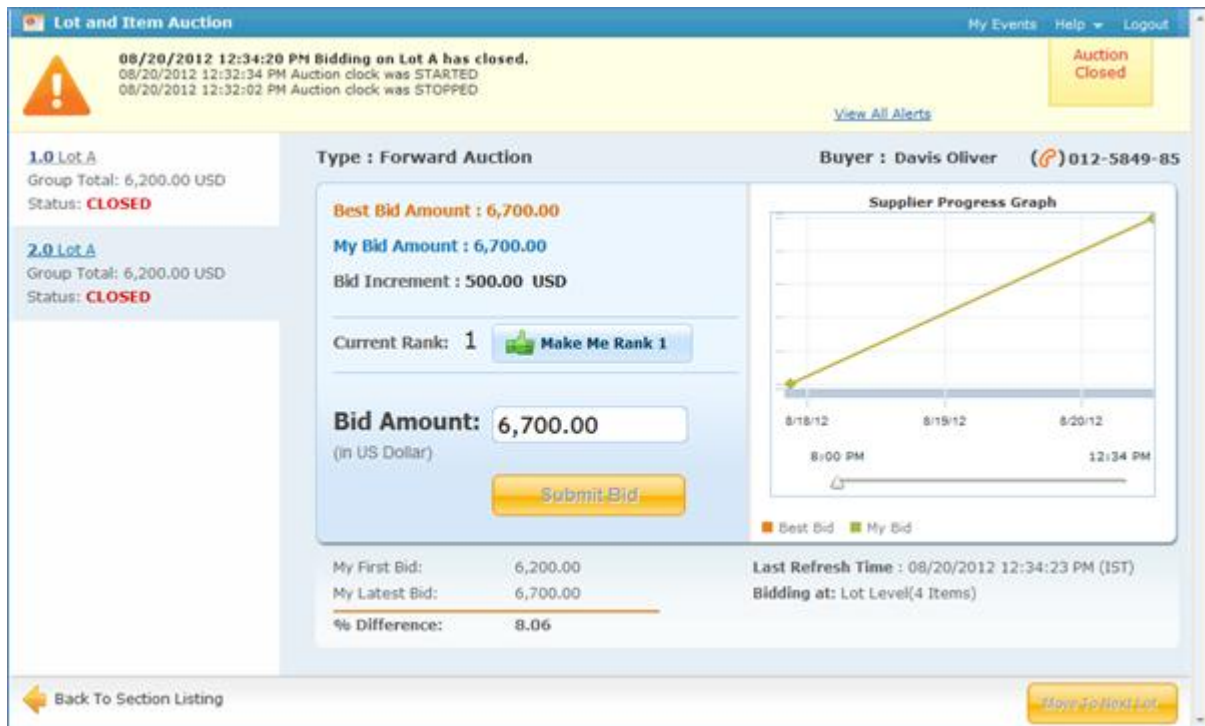 Lot and Item Auction
My Events Help Logout
08/20/2012 12:34:20 PM Bidding on Lot A has closed.
08/20/2012 12:32:34 PM Auction clock was STARTED
08/20/2012 12:32:02 PM Auction clock was STOPPED
View All Alerts
Auction
Closed
1.0 Lot A
Group Total: 6,200.00 USD
Status: CLOSED
2.0 Lot A
Group Total: 6,200.00 USD
Status: CLOSED
Type : Forward Auction
Buyer : Davis Oliver ( )012-5849-85
Best Bid Amount : 6,700.00
My Bid Amount : 6,700.00
Bid Increment : 500.00 USD
Current Rank: 1 Make Me Rank 1
Bid Amount: 6,700.00
(in US Dollar)
Submit Bid
Supplier Progress Graph
8/18/12 8/19/12 8/20/12
8:00 PM 12:34 PM
Best Bid My Bid
My First Bid: 6,200.00
My Latest Bid: 6,700.00
% Difference: 8.06
Last Refresh Time : 08/20/2012 12:34:23 PM (IST)
Bidding at: Lot Level(4 Items)
Back To Section Listing
Move To Next Lot